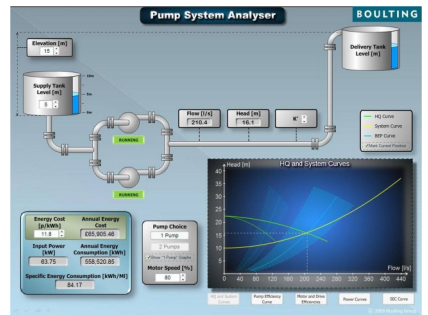 Pump System Analyser
BOULTING
Elevation [m]
15
Delivery Tank
Level [m]
Supply Tank
Level [m]
RUNNING
RUNNING
Flow [l/s]
210.4
Head [m]
16.1
K'
HQ Curve
System Curve
BEP Curve
Mark Current Position
HQ and System Curves
Head [m]
40
35
30
25
20
15
10
5
0 40 80 120 160 200 240 280 320 360 400 440
Flow [l/s]
Energy Cost
[p/kWh]
11.8
Annual Energy
Cost
£65,905.46
Input Power
[kW]
63.75
Annual Energy
Consumption [kWh]
558,520.85
Specific Energy Consumption [kWh/Ml]
84.17
Pump Choice
1 Pump
2 Pumps
Show "1 Pump" Graphs
Motor Speed [%]
80
HQ and System
Curves
Pump Efficiency
Curve
Motor and Drive
Efficiencies
Power Curves
SEC Curve